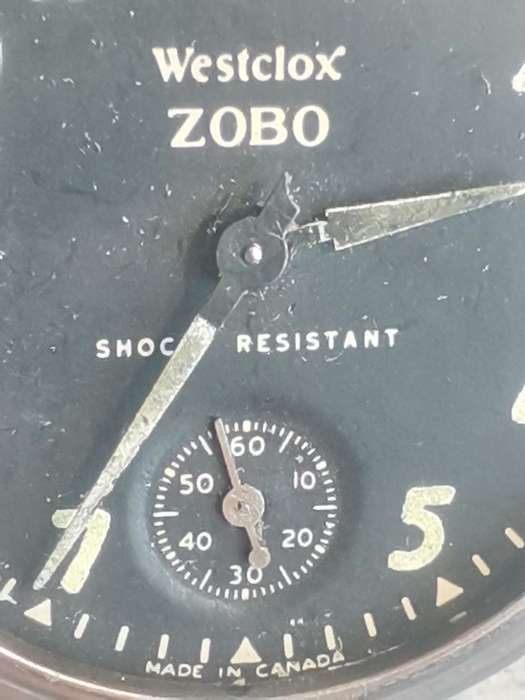 Westclox
ZOBO
SHOC RESISTANT
60
50 10
40 20
30
7 5
MADE IN CANADA